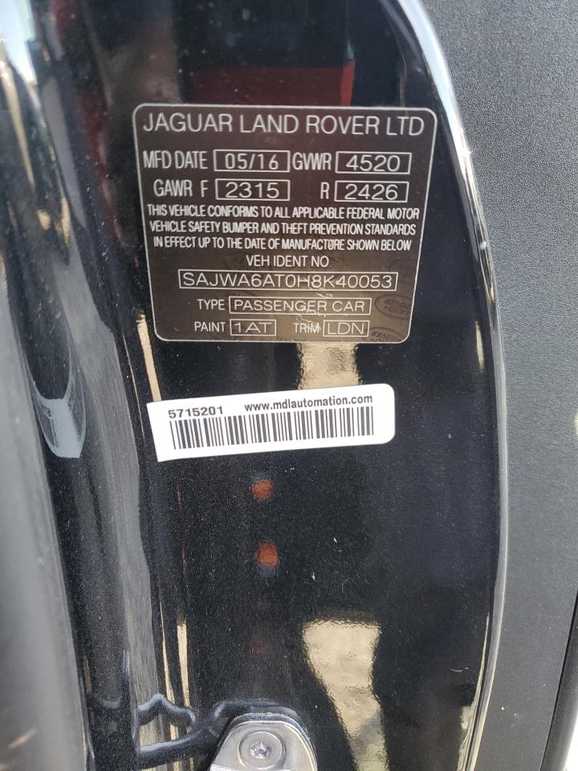 JAGUAR LAND ROVER LTD
MFD DATE 05/16 GVWR 4520
GAWR F 2315 R 2426
THIS VEHICLE CONFORMS TO ALL APPLICABLE FEDERAL MOTOR
VEHICLE SAFETY BUMPER AND THEFT PREVENTION STANDARDS
IN EFFECT UP TO THE DATE OF MANUFACTURE SHOWN BELOW
VEH IDENT NO
SAJWA6AT0H8K40053
TYPE PASSENGER CAR
PAINT 1AT TRIM LDN
5715201 www.mdlautomation.com